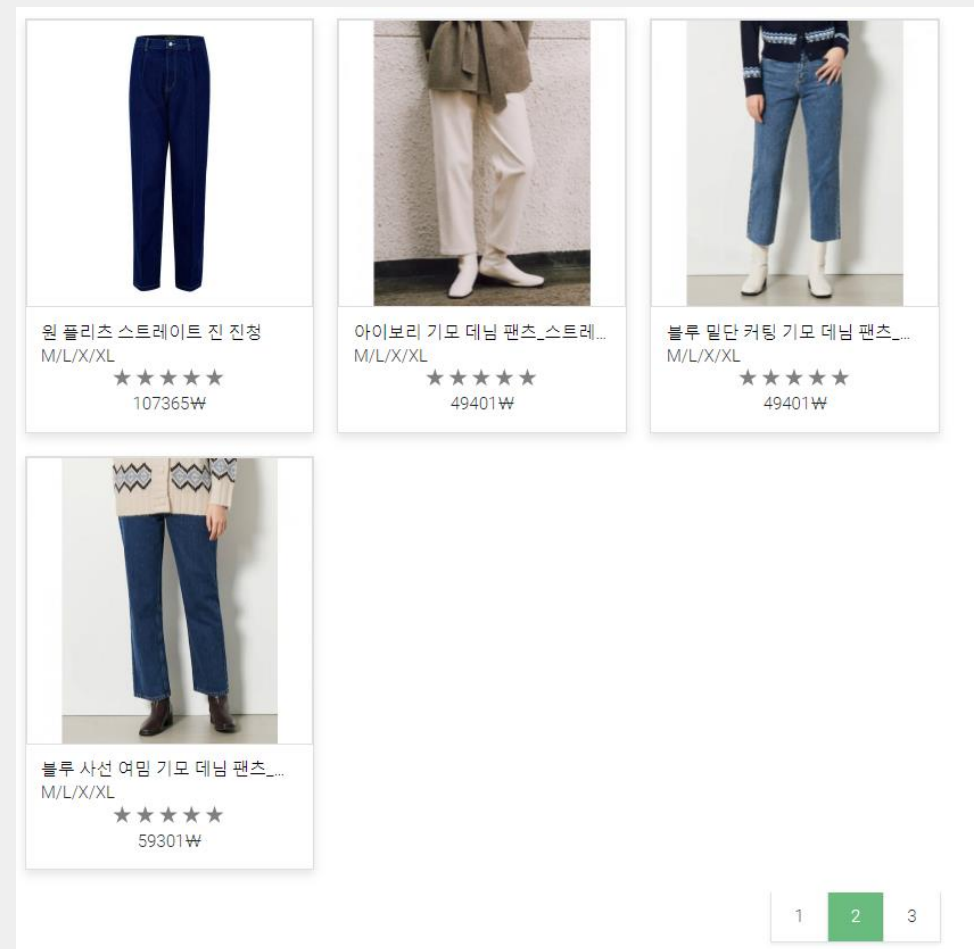 원 플리츠 스트레이트 진 진청
M/L/X/XL
★★★★★
107365₩
아이보리 기모 데님 팬츠_스트레...
M/L/X/XL
★★★★★
49401₩
블루 밑단 커팅 기모 데님 팬츠_...
M/L/X/XL
★★★★★
49401₩
블루 사선 여밈 기모 데님 팬츠_...
M/L/X/XL
★★★★★
59301₩
1 2 3